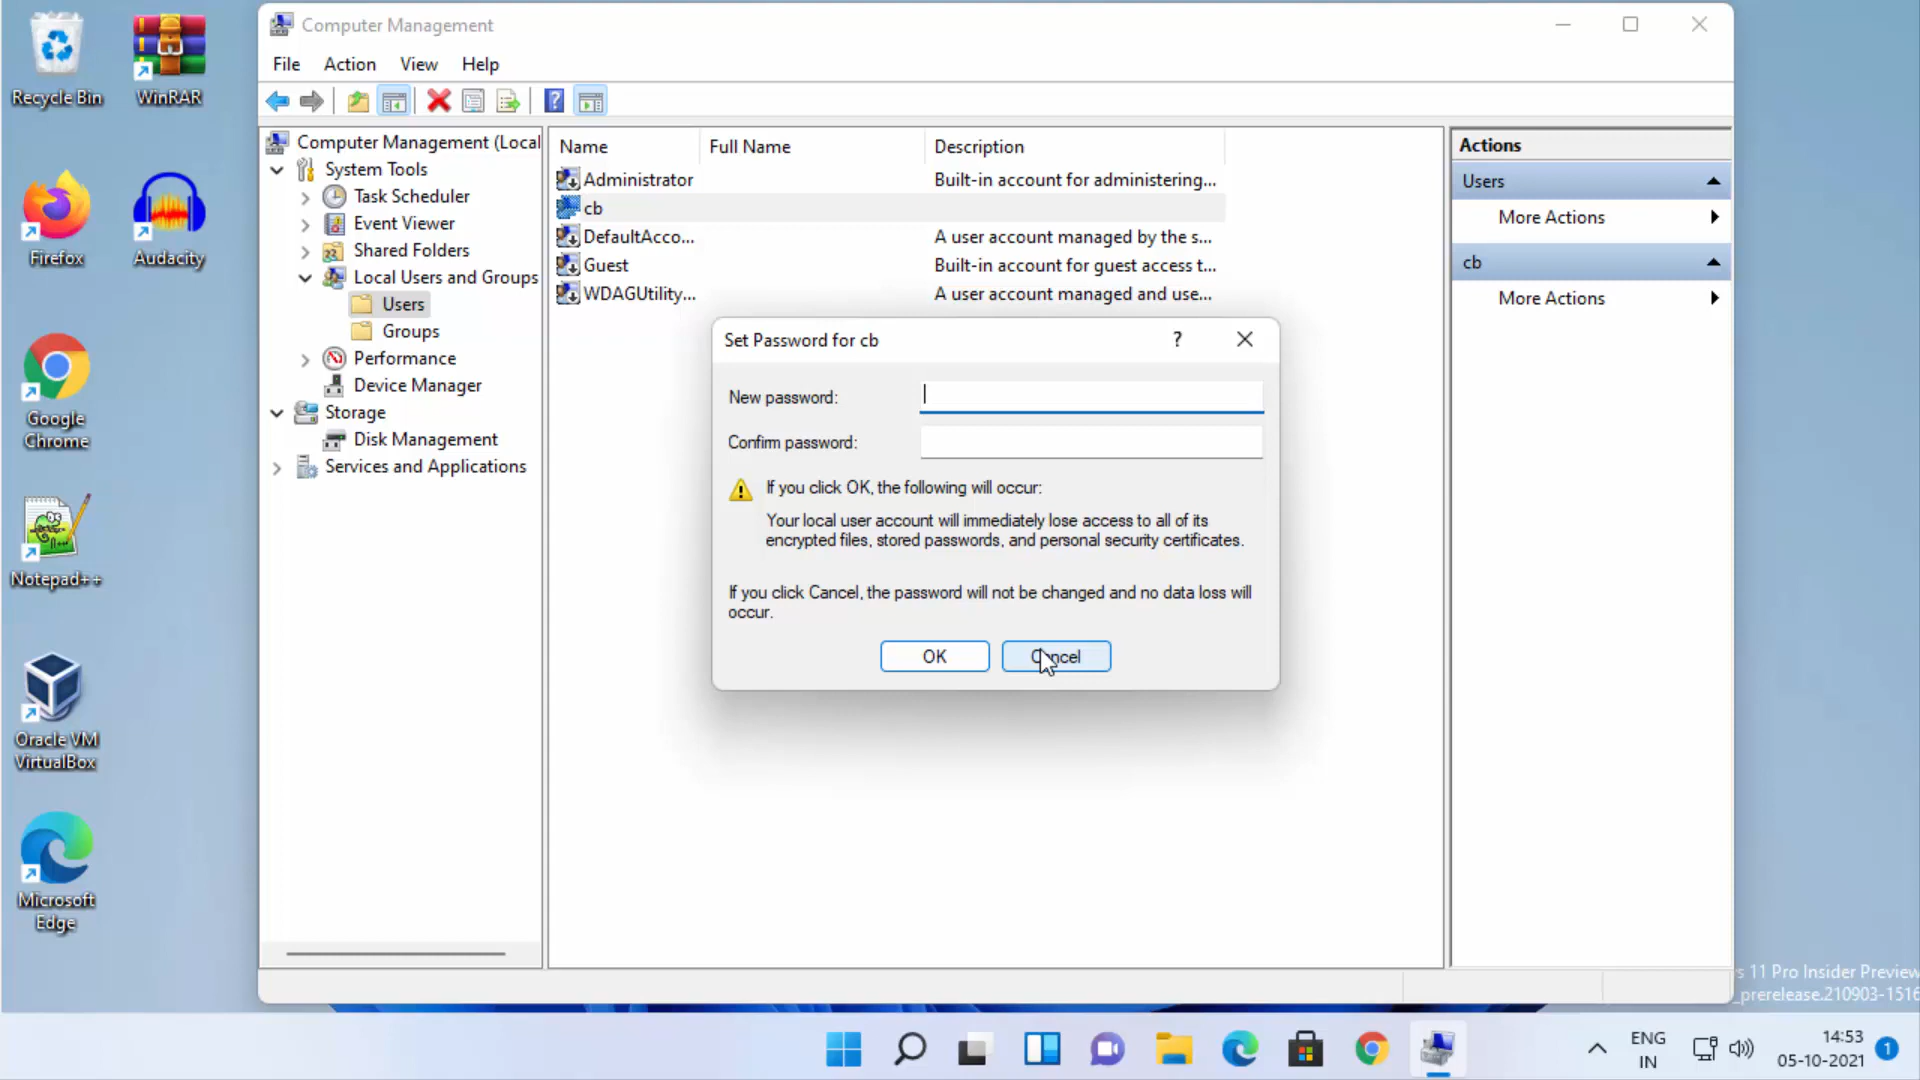 Recycle Bin
WinRAR
Firefox
Audacity
Google
Chrome
Notepad++
Oracle VM
VirtualBox
Microsoft
Edge
Computer Management
File Action View Help
Computer Management (Local
System Tools
Task Scheduler
Event Viewer
Shared Folders
Local Users and Groups
Users
Groups
Performance
Device Manager
Storage
Disk Management
Services and Applications
Name Full Name Description
Administrator Built-in account for administering...
cb
DefaultAcco... A user account managed by the s...
Guest Built-in account for guest access t...
WDAGUtility... A user account managed and use...
Set Password for cb
New password:
Confirm password:
If you click OK, the following will occur:
Your local user account will immediately lose access to all of its
encrypted files, stored passwords, and personal security certificates.
If you click Cancel, the password will not be changed and no data loss will
occur.
OK Cancel
Actions
Users
More Actions
cb
More Actions
s 11 Pro Insider Preview
_prerelease.210903-1516
ENG
IN
14:53
05-10-2021
1